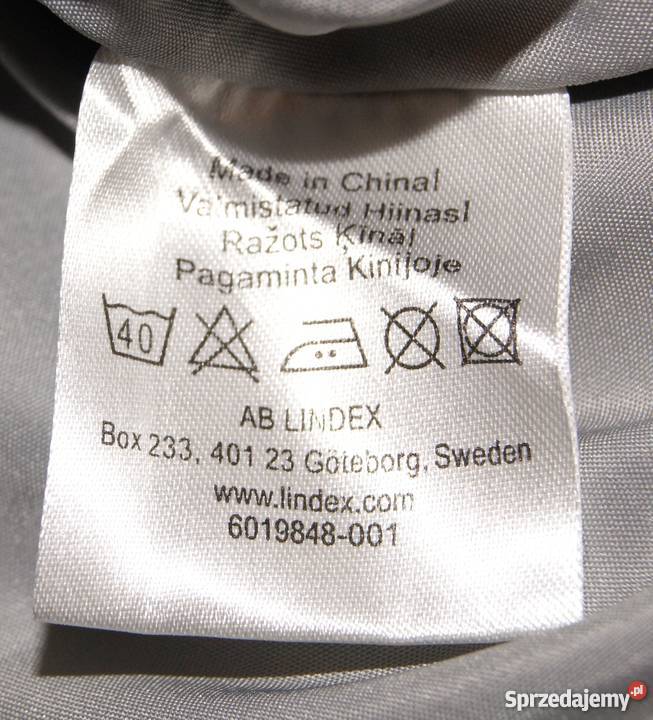 Made in China/
Valmistatud Hiinas/
Ražots Ķīnā/
Pagaminta Kinijoje
40
AB LINDEX
Box 233, 401 23 Göteborg, Sweden
www.lindex.com
6019848-001
Sprzedajemy.pl